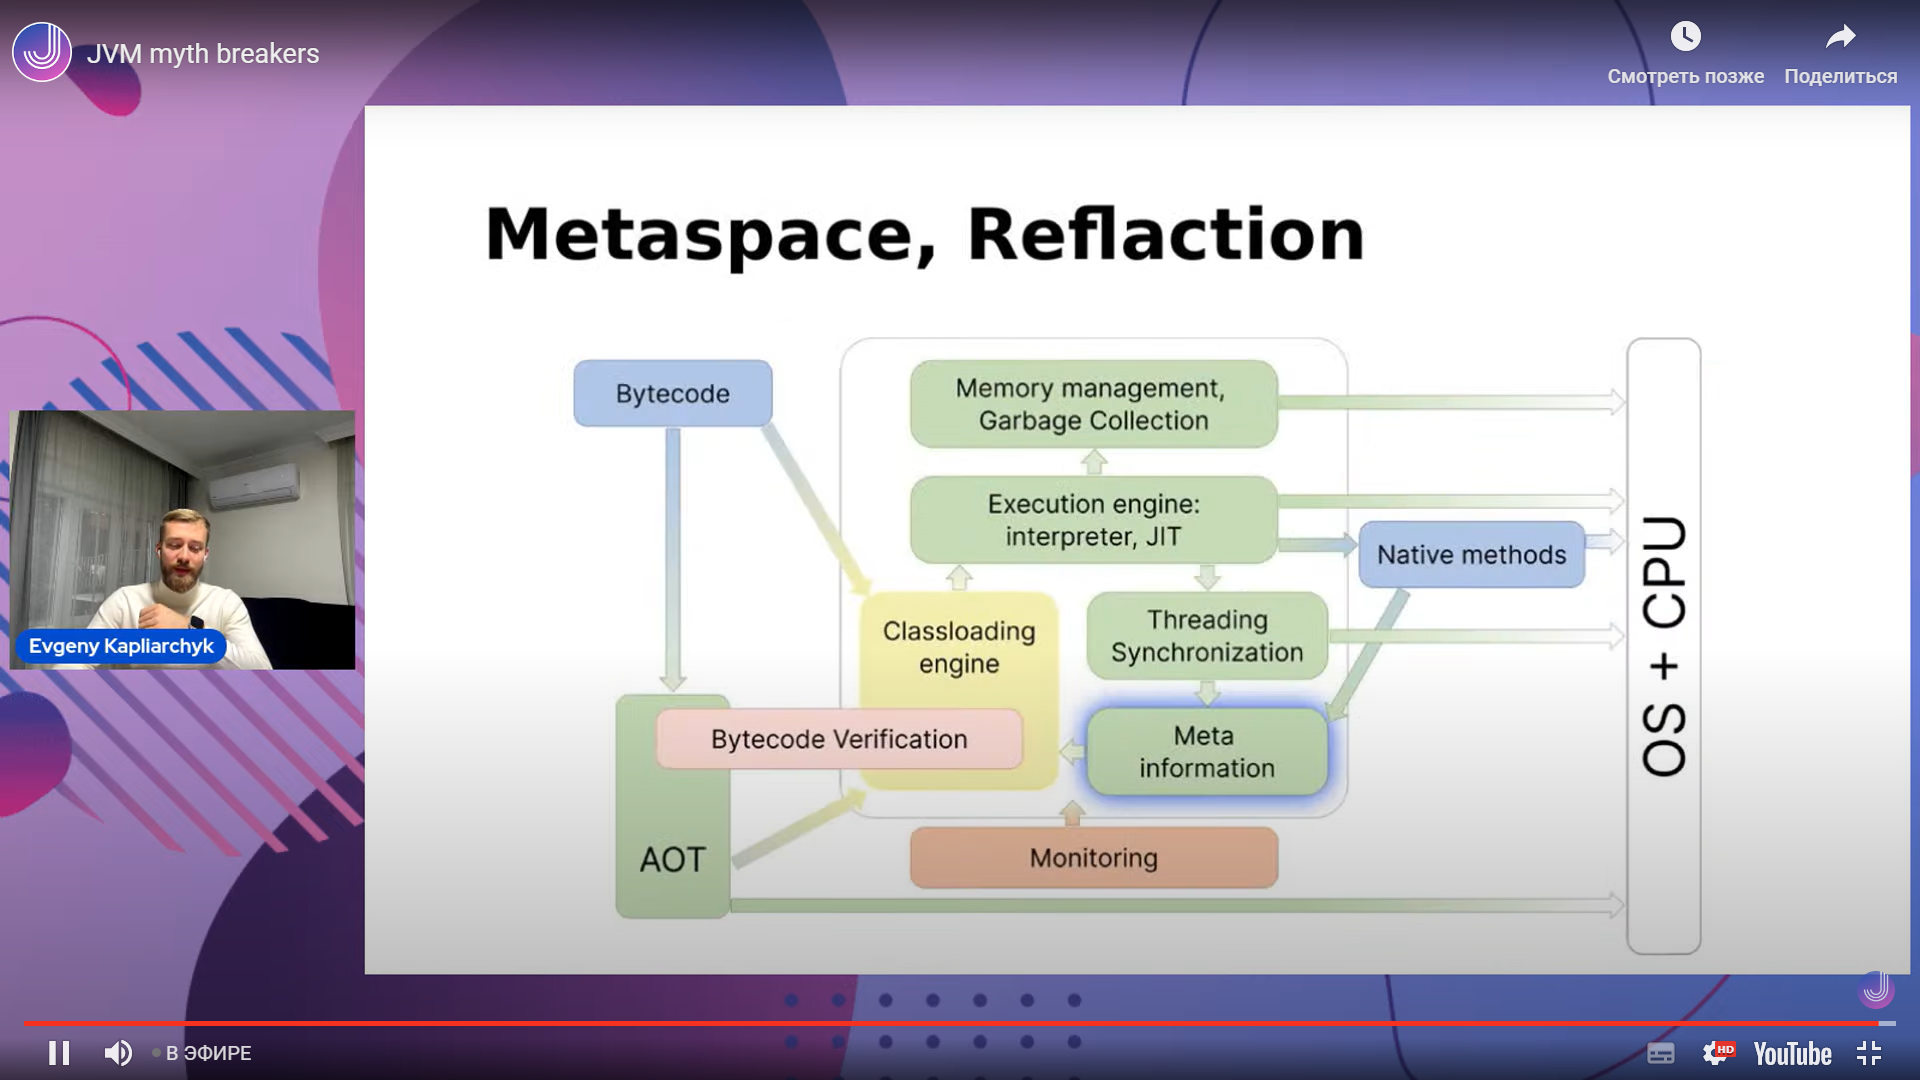 JVM myth breakers
Смотреть позже
Поделиться
Metaspace, Reflaction
Bytecode
Memory management,
Garbage Collection
Execution engine:
interpreter, JIT
Native methods
Classloading
engine
Threading
Synchronization
Bytecode Verification
Meta
information
AOT
Monitoring
OS + CPU
Evgeny Kapliarchyk
В ЭФИРЕ
HD
YouTube